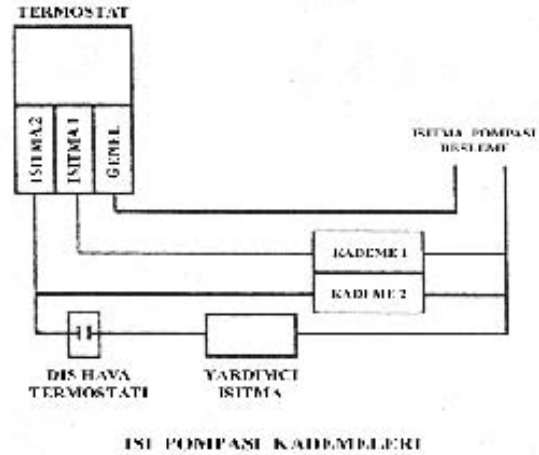 TERMOSTAT
ISITMA 2
ISITMA 1
GENEL
ISITMA POMPASI
BESLEME
KADEME 1
KADEME 2
DIS HAVA
TERMOSTATI
YARDIMCI
ISITMA
ISI POMPASI KADEMELERI